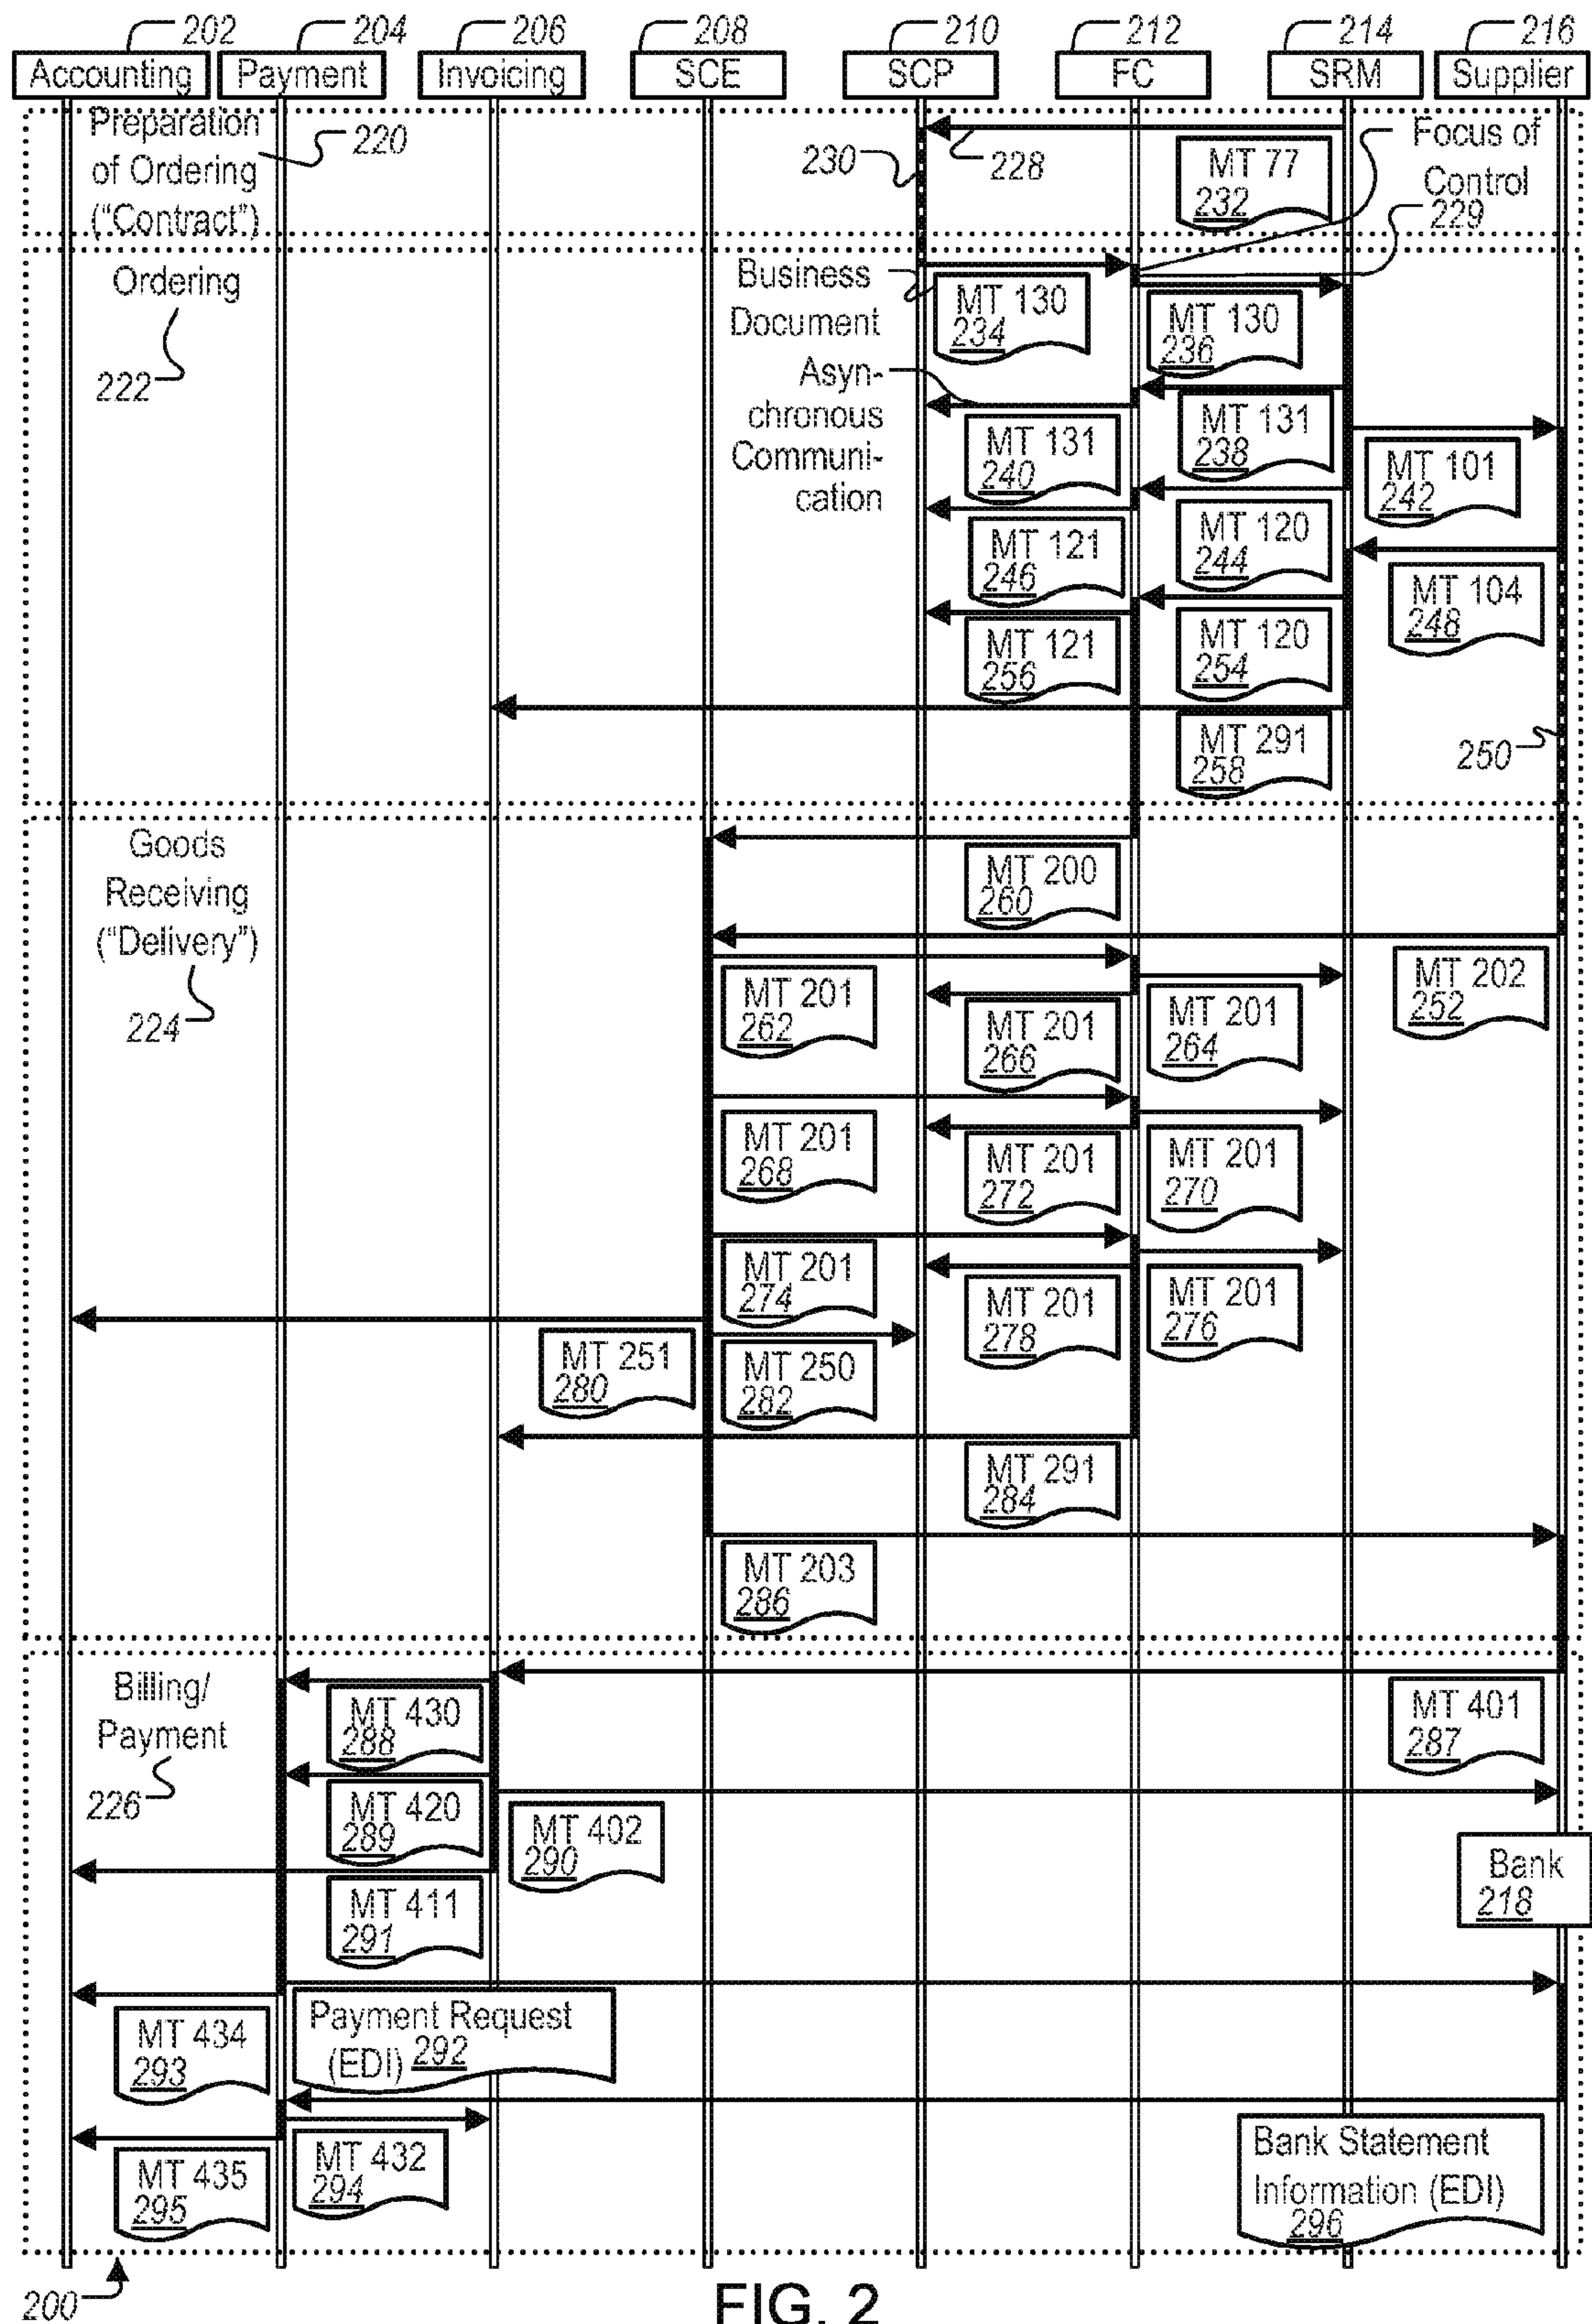 202
204
206
208
210
212
214
216
Accounting
Payment
Invoicing
SCE
SCP
FC
SRM
Supplier
Preparation
of Ordering
("Contract")
220
230
228
MT 77
232
Focus of
Control
229
Ordering
222
Business
Document
MT 130
234
MT 130
236
Asyn-
chronous
Communi-
cation
MT 131
240
MT 131
238
MT 101
242
MT 121
246
MT 120
244
MT 104
248
MT 121
256
MT 120
254
MT 291
258
250
Goods
Receiving
("Delivery")
224
MT 200
260
MT 201
262
MT 201
266
MT 201
264
MT 202
252
MT 201
268
MT 201
272
MT 201
270
MT 201
274
MT 201
278
MT 201
276
MT 251
280
MT 250
282
MT 291
284
MT 203
286
Billing/
Payment
226
MT 430
288
MT 401
287
MT 420
289
MT 402
290
MT 411
291
Bank
218
MT 434
293
Payment Request
(EDI) 292
MT 435
295
MT 432
294
Bank Statement
Information (EDI)
296
200
FIG. 2